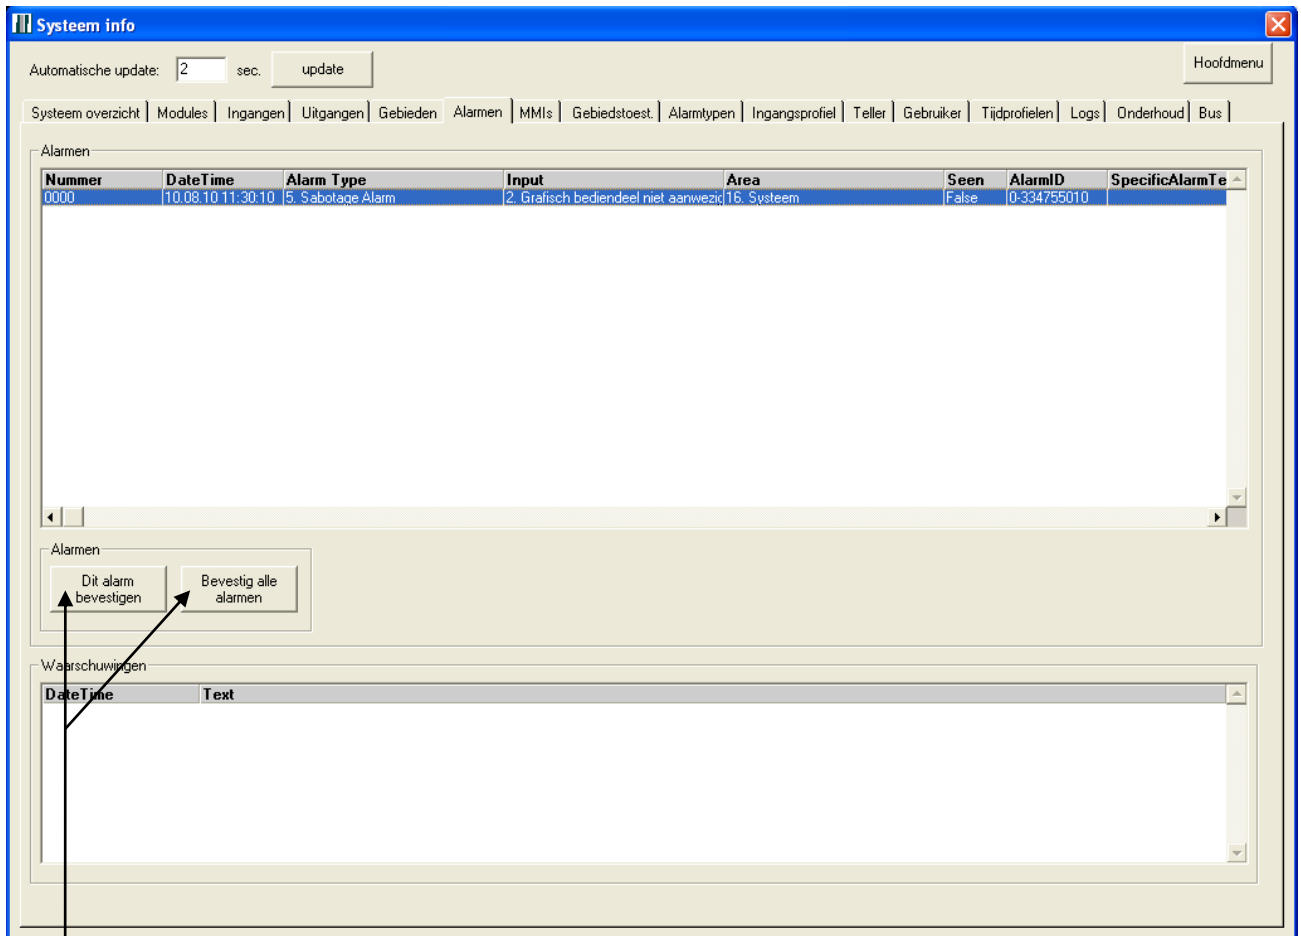 Systeem info
Automatische update: 2 sec. update Hoofdmenu
Systeem overzicht Modules Ingangen Uitgangen Gebieden Alarmen MMIs Gebiedstoest. Alarmtypen Ingangsprofiel Teller Gebruiker Tijdprofielen Logs Onderhoud Bus
Alarmen
Nummer DateTime Alarm Type Input Area Seen AlarmID SpecificAlarmTe
0000 10.08.10 11:30:10 5. Sabotage Alarm 2. Grafisch bediendeel niet aanwezig 16. Systeem False 0-334755010
Alarmen
Dit alarm
bevestigen
Bevestig alle
alarmen
Waarschuwingen
DateTime Text